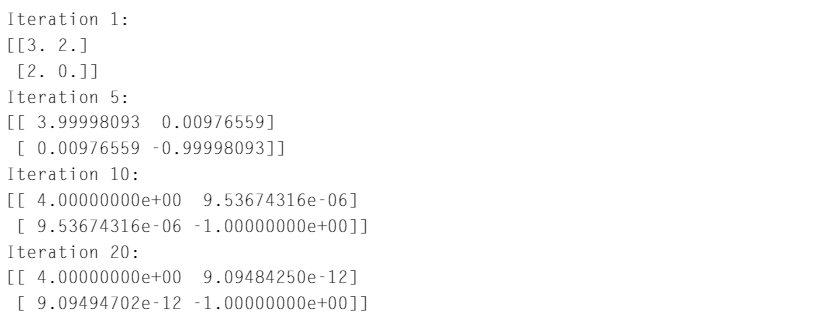 Iteration 1:
[[3. 2.]
 [2. 0.]]
Iteration 5:
[[ 3.99998093  0.00976559]
 [ 0.00976559 -0.99998093]]
Iteration 10:
[[ 4.00000000e+00  9.53674316e-06]
 [ 9.53674316e-06 -1.00000000e+00]]
Iteration 20:
[[ 4.00000000e+00  9.09484250e-12]
 [ 9.09494702e-12 -1.00000000e+00]]